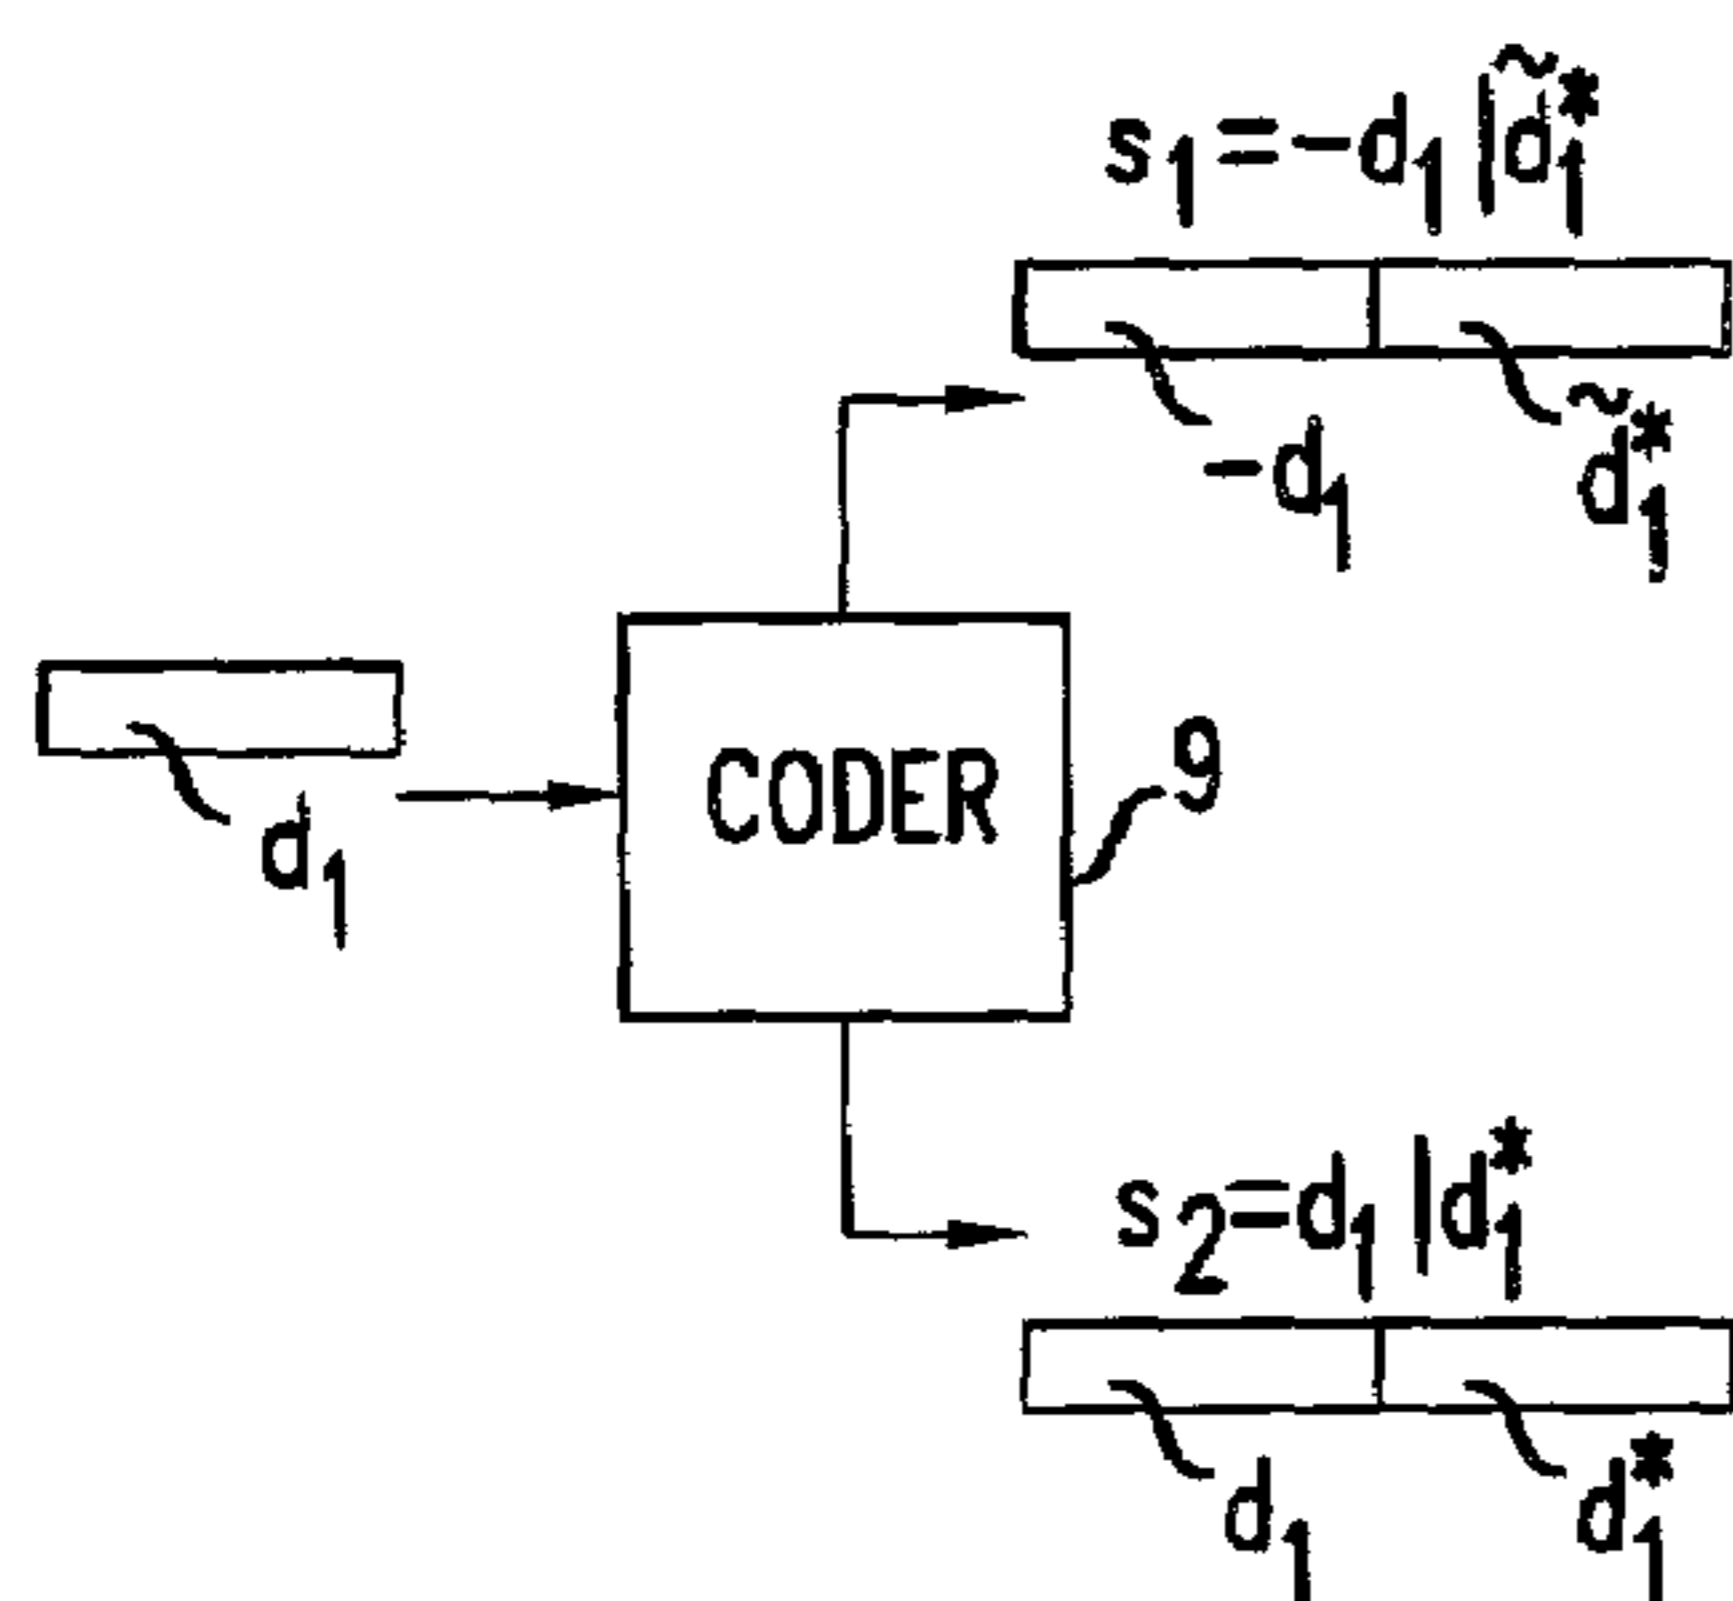 s₁=-d₁|d̃₁*
-d₁ d̃₁*
d₁
CODER
9
s₂=d₁|d₁*
d₁ d₁*